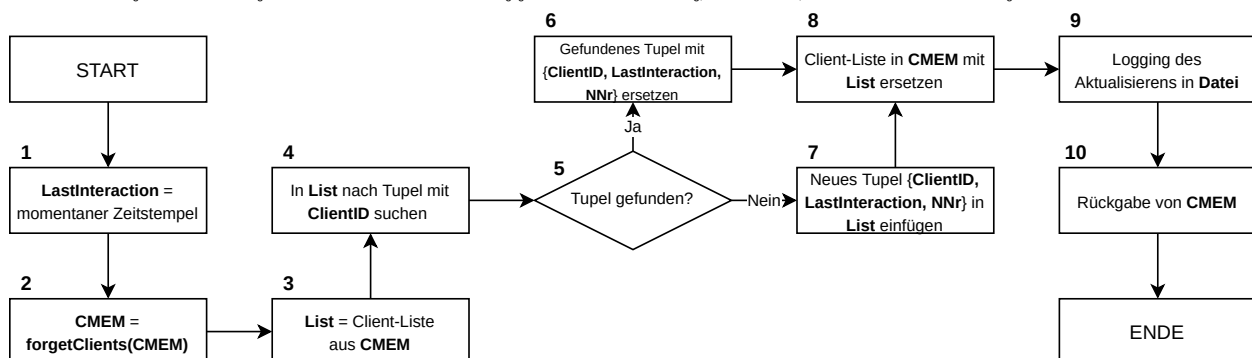 START
1
LastInteraction =
momentaner Zeitstempel
2
CMEM =
forgetClients(CMEM)
3
List = Client-Liste
aus CMEM
4
In List nach Tupel mit
ClientID suchen
5
Tupel gefunden?
Ja
Nein
6
Gefundenes Tupel mit
{ClientID, LastInteraction,
NNr} ersetzen
7
Neues Tupel {ClientID,
LastInteraction, NNr} in
List einfügen
8
Client-Liste in CMEM mit
List ersetzen
9
Logging des
Aktualisierens in Datei
10
Rückgabe von CMEM
ENDE